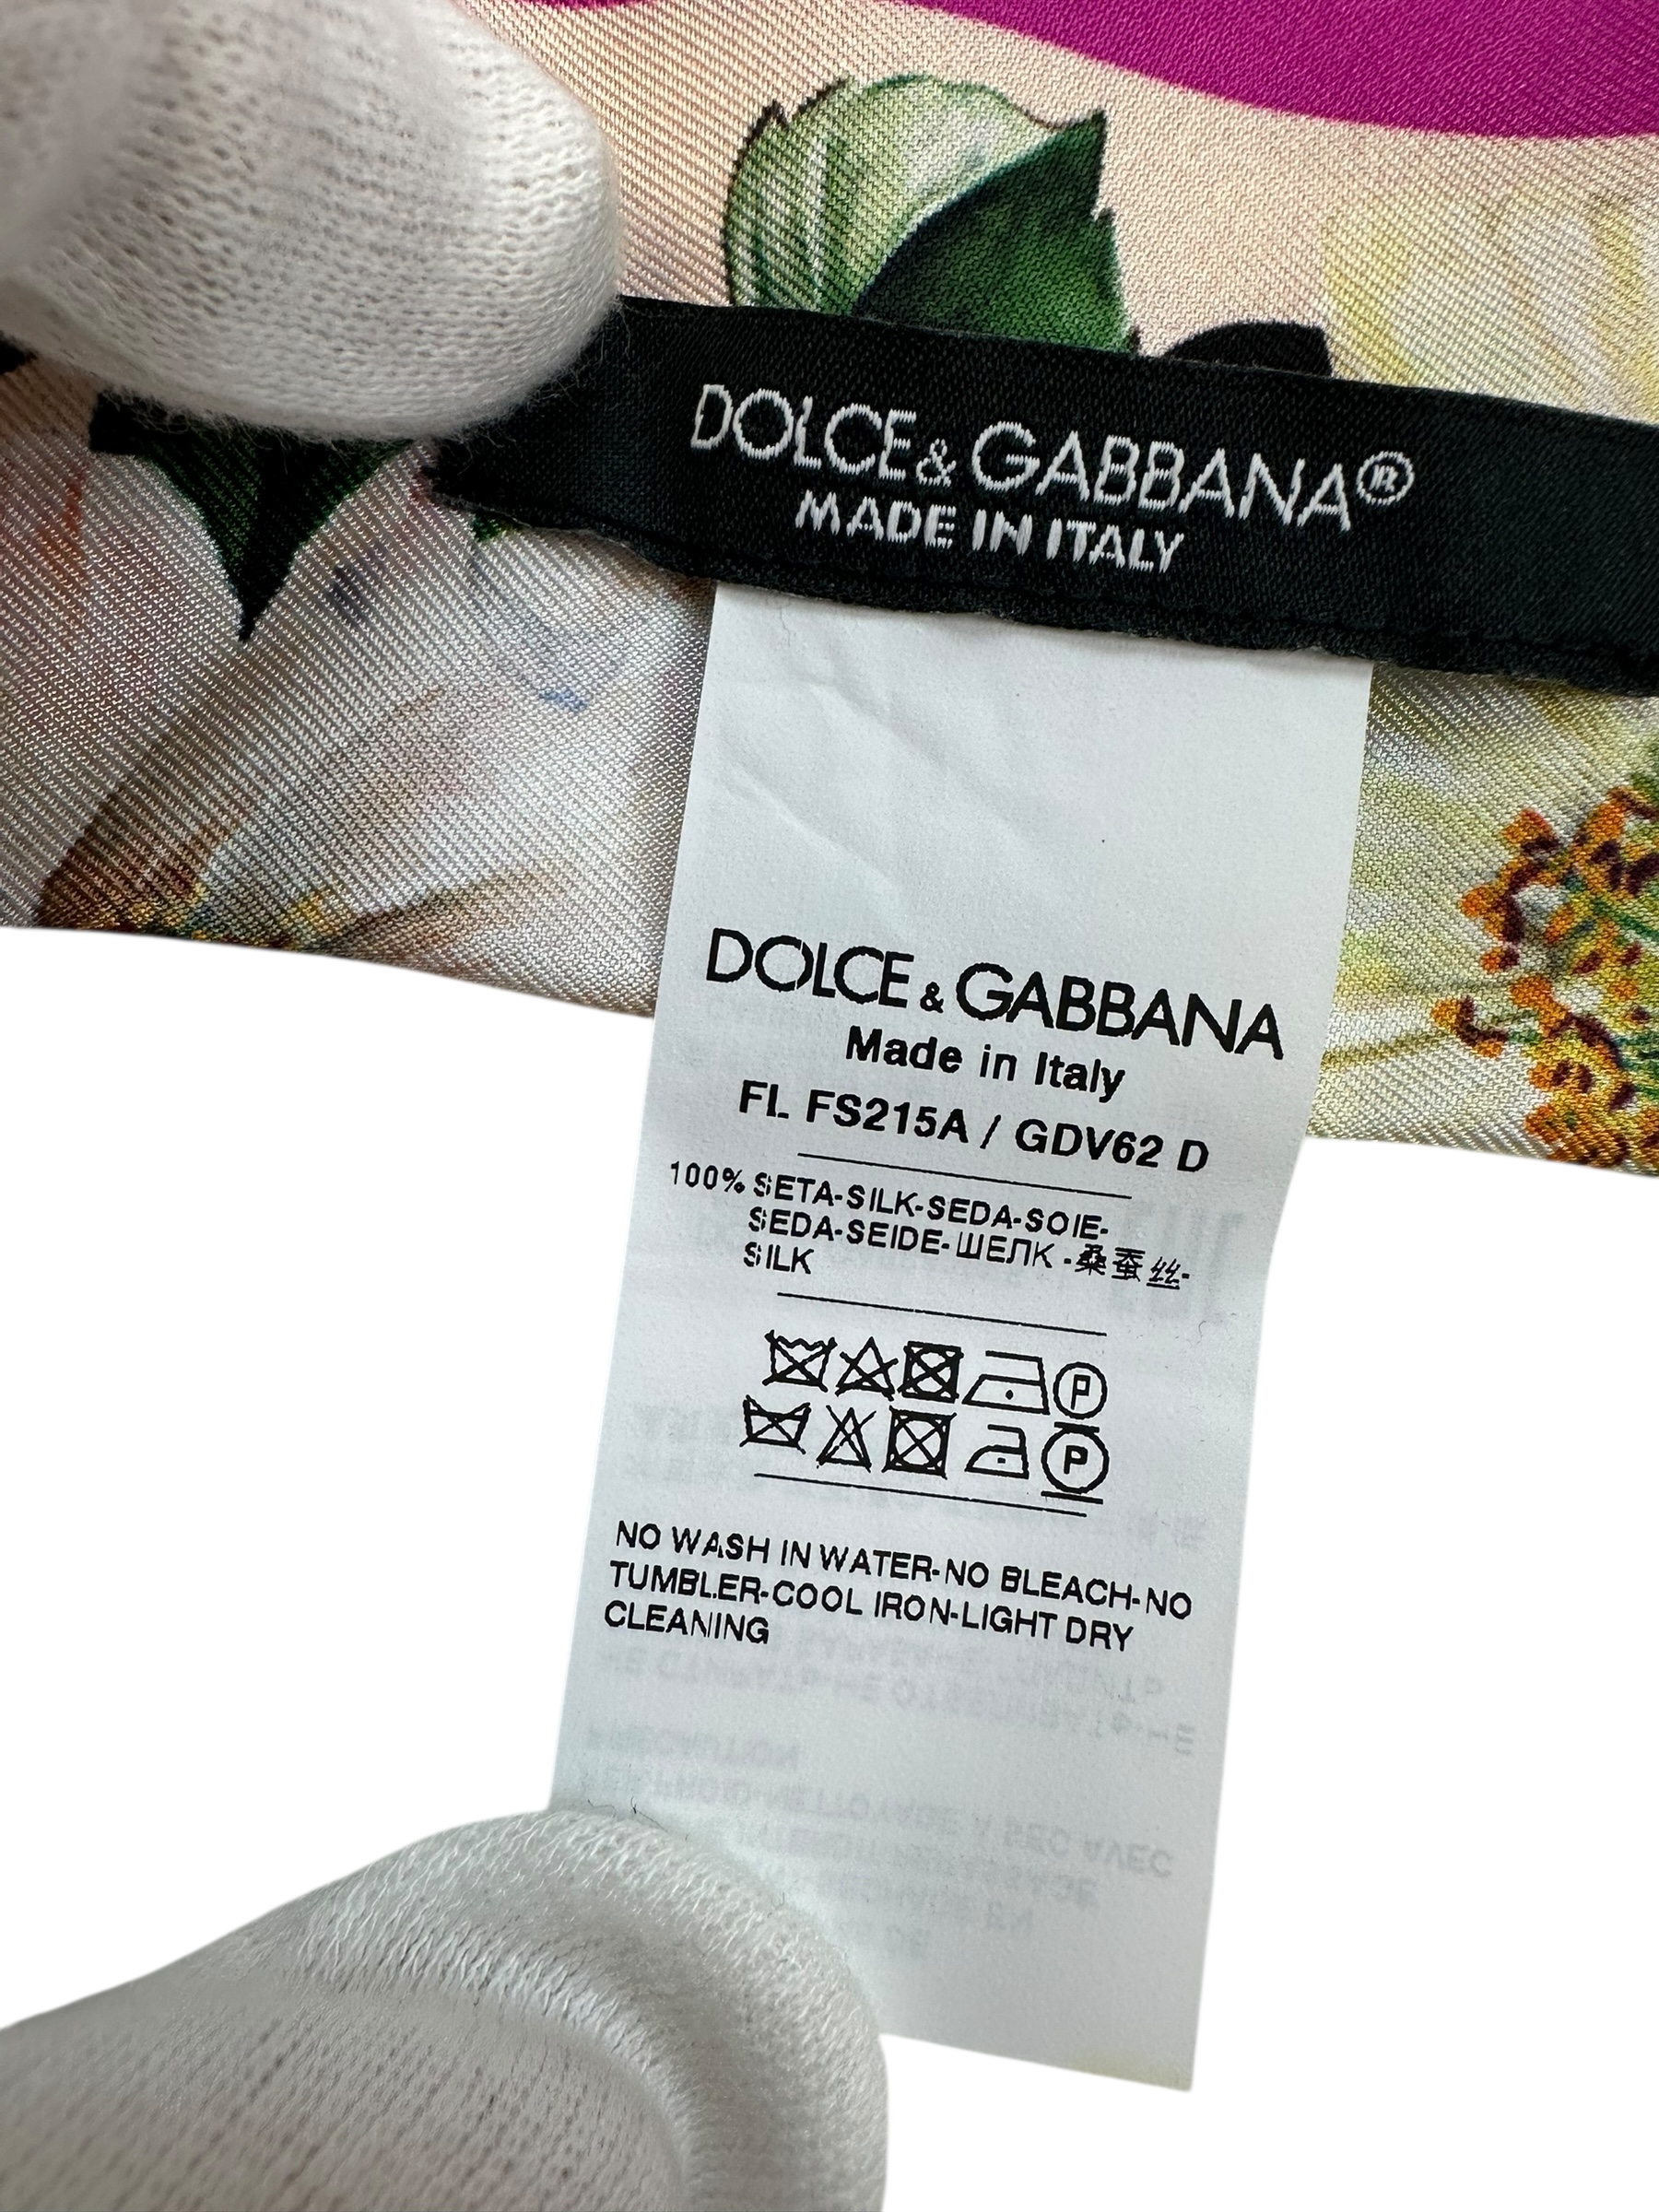 DOLCE & GABBANA®
MADE IN ITALY
DOLCE & GABBANA
Made in Italy
FL FS215A / GDV62 D
100% SETA-SILK-SEDA-SOIE-
SEDA-SEIDE-ШЕЛК -桑蚕丝-
SILK
P
P
NO WASH IN WATER-NO BLEACH-NO
TUMBLER-COOL IRON-LIGHT DRY
CLEANING